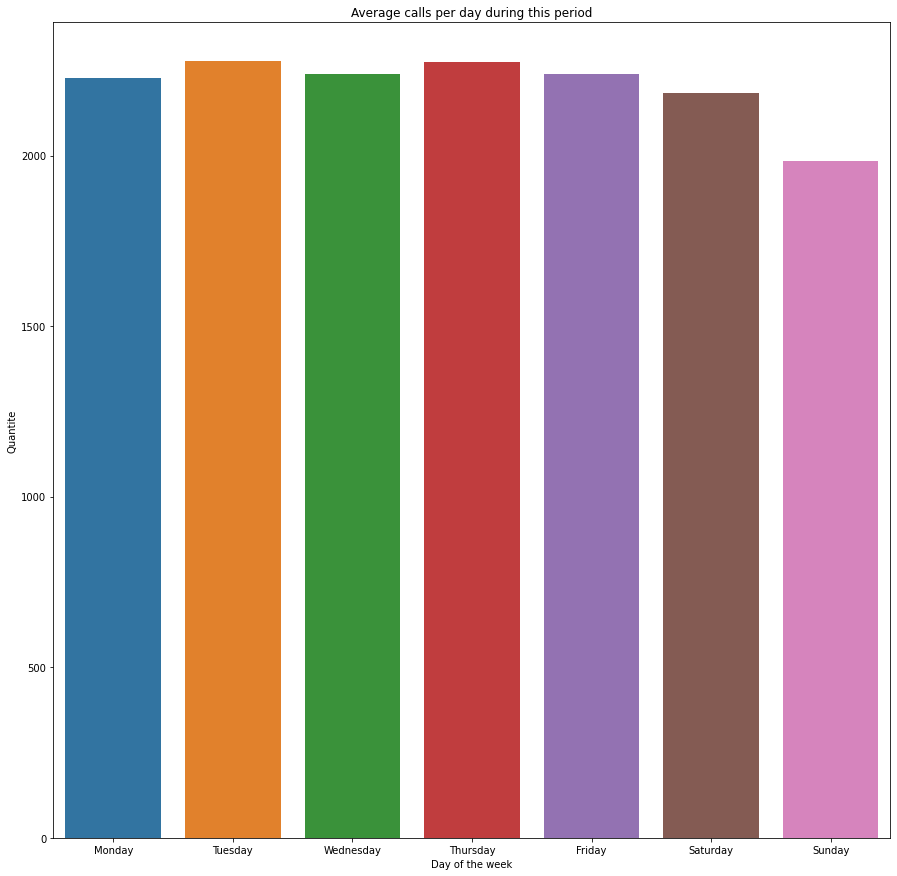 Average calls per day during this period
Quantite
2000
1500
1000
500
0
Monday Tuesday Wednesday Thursday Friday Saturday Sunday
Day of the week